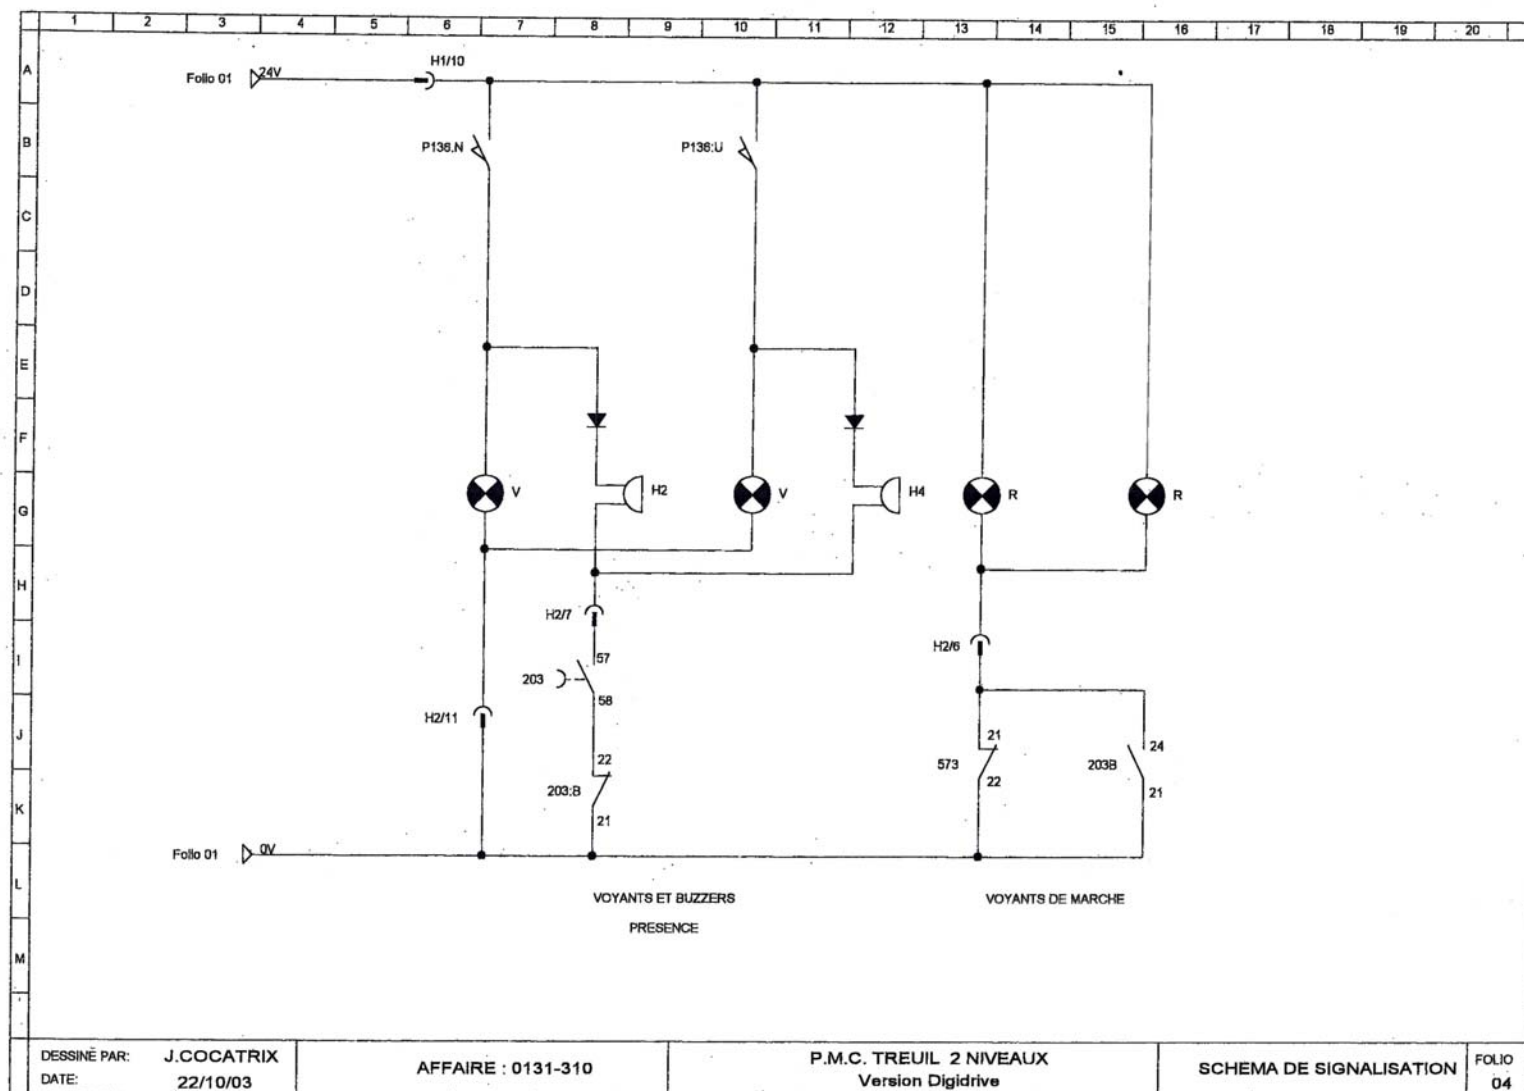 1 2 3 4 5 6 7 8 9 10 11 12 13 14 15 16 17 18 19 20
A
B
C
D
E
F
G
H
I
J
K
L
M
Folio 01 24V
H1/10
P136.N
P136:U
V
H2
V
H4
R
R
H2/7
H2/6
203
57
58
H2/11
22
203:B
21
573
21
22
203B
24
21
Folio 01 0V
VOYANTS ET BUZZERS
PRESENCE
VOYANTS DE MARCHE
DESSINÉ PAR: J.COCATRIX
DATE: 22/10/03
AFFAIRE : 0131-310
P.M.C. TREUIL 2 NIVEAUX
Version Digidrive
SCHEMA DE SIGNALISATION
FOLIO
04